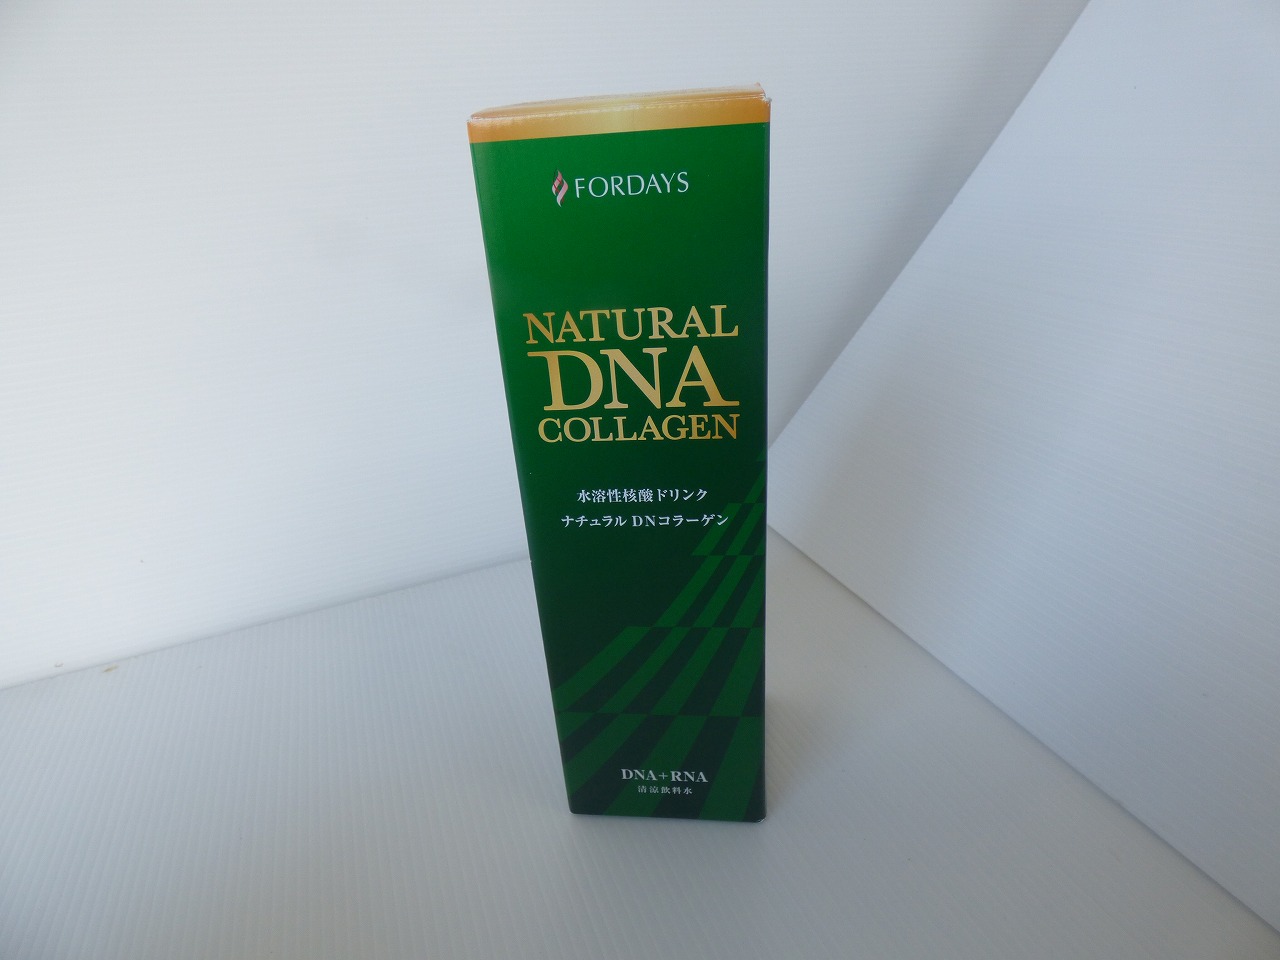 FORDAYS
NATURAL
DNA
COLLAGEN
水溶性核酸ドリンク
ナチュラル DNコラーゲン
DNA+RNA
清涼飲料水